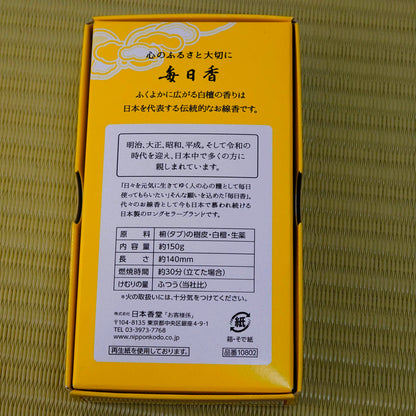 心のふるさと大切に
毎日香
ふくよかに広がる白檀の香りは
日本を代表する伝統的なお線香です。
明治、大正、昭和、平成。そして令和の
時代を迎え、日本中で多くの方に
親しまれています。
「日々を元気に生きてゆく人の心の糧として毎日
使ってもらいたい」そんな願いを込めた「毎日香」。
代々のお線香として今も日本で慕われ続ける
日本製のロングセラーブランドです。
原料 椨(タブ)の樹皮・白檀・生薬
内容量 約150g
長さ 約140mm
燃焼時間 約30分(立てた場合)
けむりの量 ふつう(当社比)
*火の取扱いには、十分気をつけてください。
株式会社 日本香堂 「お客様係」
〒104-8135 東京都中央区銀座4-9-1
TEL 03-3973-7768
www.nipponkodo.co.jp
再生紙を使用しております。
紙
箱・そで紙
品番10802